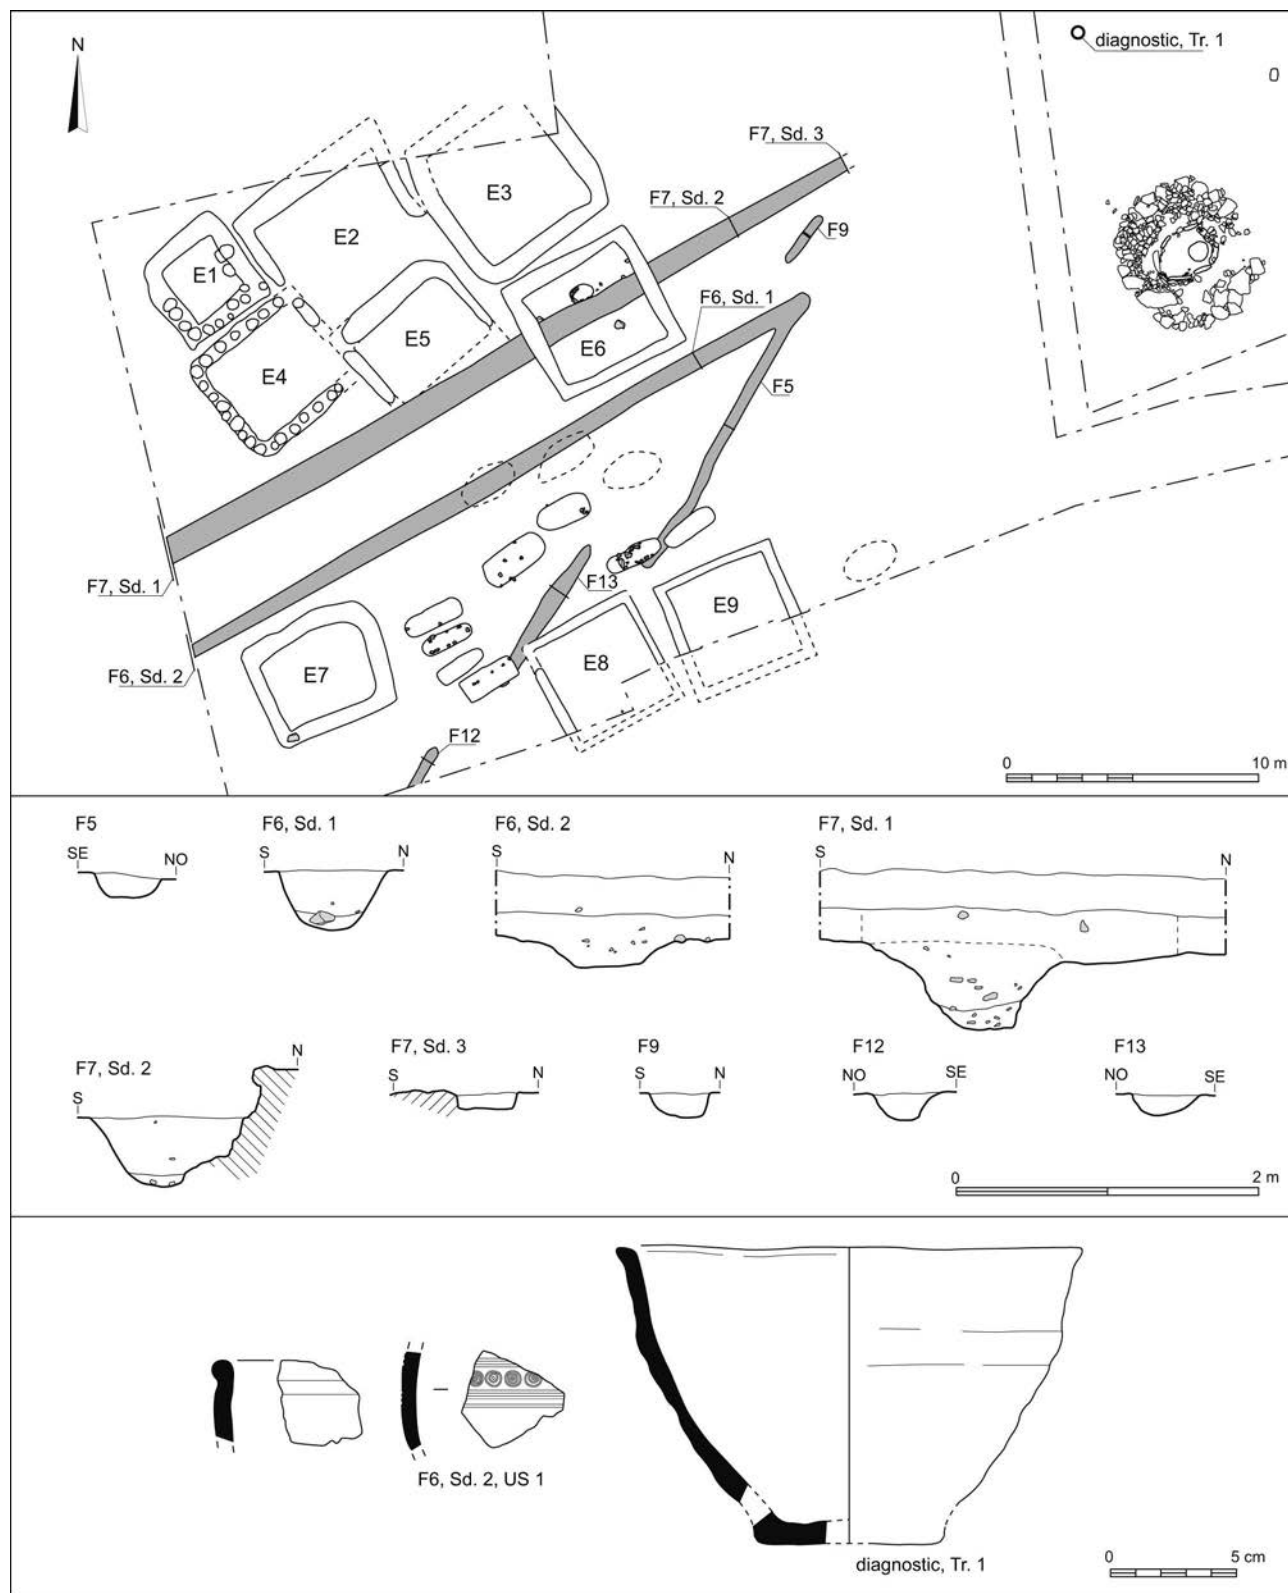 N
diagnostic, Tr. 1
F7, Sd. 3
E3
F7, Sd. 2
E2
F9
E1
F6, Sd. 1
E5
E6
E4
F5
F7, Sd. 1
F13
E9
E8
E7
F6, Sd. 2
F12
0 10 m
F5
SE NO
F6, Sd. 1
S N
F6, Sd. 2
S N
F7, Sd. 1
S N
F7, Sd. 2
S N
F7, Sd. 3
S N
F9
S N
F12
NO SE
F13
NO SE
0 2 m
F6, Sd. 2, US 1
diagnostic, Tr. 1
0 5 cm